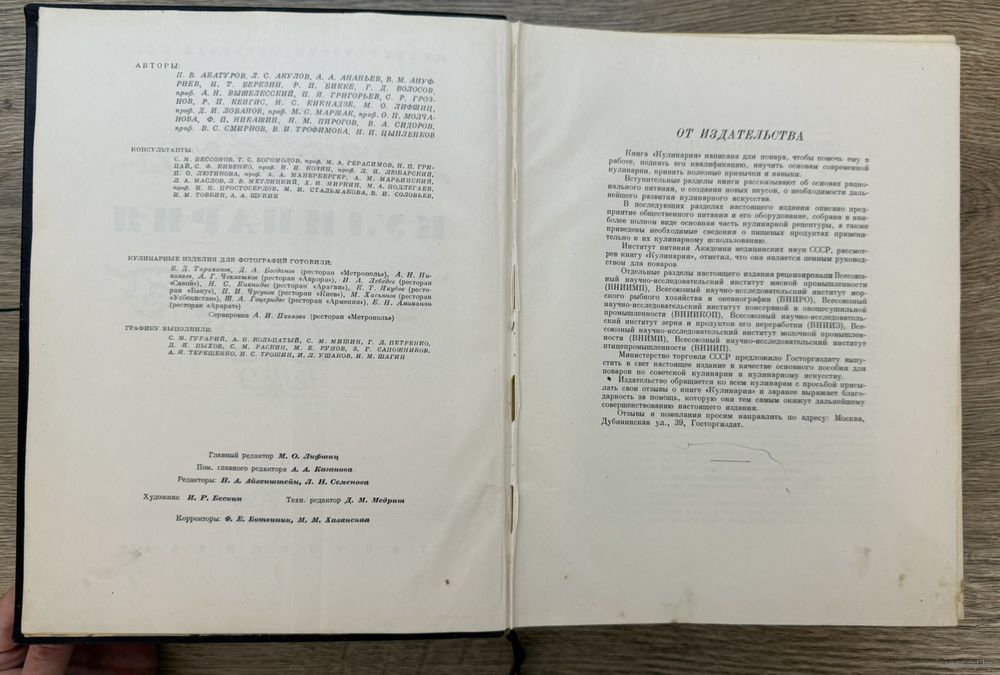 АВТОРЫ:
П. В. АБАТУРОВ, Л. С. АКУЛОВ, А. А. АНАНЬЕВ, В. М. АНУФ-
РИЕВ, Н. Т. БЕРЕЗИН, Р. П. БИККЕ, Г. Д. ВОЛОСОВ,
проф. А. Н. ВЫШЕЛЕССКИЙ, П. Я. ГРИГОРЬЕВ, С. Р. ГРОЗ-
НОВ, Р. П. КЕНГИС, Н. С. КИКНАДЗЕ, М. О. ЛИФШИЦ,
проф. Д. И. ЛОБАНОВ, проф. М. С. МАРШАК, проф. О. П. МОЛЧА-
НОВА, Ф. П. НИКАШИН, Н. М. ПИРОГОВ, В. А. СИДОРОВ,
проф. В. С. СМИРНОВ, В. И. ТРОФИМОВА, Н. П. ЦЫПЛЕНКОВ
КОНСУЛЬТАНТЫ:
С. М. БЕССОНОВ, Т. С. БОГОМОЛОВ, проф. М. А. ГЕРАСИМОВ, Н. П. ГРИ-
ЦАЙ, С. Ф. КИВЕНКО, проф. Н. И. КОЗИН, проф. Л. Н. ЛЮБАРСКИЙ,
П. О. ЛЮТИКОВА, проф. А. А. МАНЕРБЕРГЕР, А. М. МАРЬИНСКИЙ,
Л. А. МАСЛОВ, Л. В. МЕТЛИЦКИЙ, Х. И. МИРКИН, М. А. ПОДЛЕГАЕВ,
проф. Н. Н. ПРОСТОСЕРДОВ, М. И. СТАЛЬМАКОВА, В. И. СОЛОВЬЕВ,
Н. М. ТОВБИН, А. А. ЩУКИН
КУЛИНАРНЫЕ ИЗДЕЛИЯ ДЛЯ ФОТОГРАФИЙ ГОТОВИЛИ:
В. Д. Тараканов, Д. А. Богданов (ресторан «Метрополь»), А. Н. Ни-
колаев, А. Г. Чеклашков (ресторан «Аврора»), Н. А. Лебедев (ресторан
«Савой»), Н. С. Кикнадзе (ресторан «Арагви»), К. Т. Якубов (ресто-
ран «Баку»), П. И. Чугунов (ресторан «Киев»), М. Хасьянов (ресторан
«Узбекистан»), Ш. А. Гоцеридзе (ресторан «Армения»), Е. Н.
(ресторан «Арарат»)
Сервировка А. И. Павлова (ресторан «Метрополь»)
ГРАФИКУ ВЫПОЛНИЛИ:
С. М. ГУРАРИЙ, А. Н. КОЛЬЧАТЫЙ, С. М. МИШИН, Г. Д. ПЕТРЕНКО,
Д. Я. ПЫХОВ, С. М. РАСКИН, М. Е. РУНОВ, З. Г. САПОЖНИКОВ,
А. Я. ТЕРЕЩЕНКО, Н. С. ТРОШИН, И. Л. УШАКОВ, И. М. ШАГИН
Главный редактор М. О. Лифшиц
Пом. главного редактора А. А. Каганова
Редакторы: Н. А. Айзенштейн, Л. Н. Семенова
Художник И. Р. Бескин Техн. редактор Д. М. Медриш
Корректоры: Ф. Е. Ботвинник, М. М. Хазанская
ОТ ИЗДАТЕЛЬСТВА
Книга «Кулинария» написана для повара, чтобы помочь ему в
работе, поднять его квалификацию, научить основам современной
кулинарии, привить полезные привычки и навыки.
Вступительные разделы книги рассказывают об основах рацио-
нального питания, о создании новых вкусов, о необходимости даль-
нейшего развития кулинарного искусства.
В последующих разделах настоящего издания описано пред-
приятие общественного питания и его оборудование, собрана в наи-
более полном виде основная часть кулинарной рецептуры, а также
приведены необходимые сведения о пищевых продуктах применител-
ьно к их кулинарному использованию.
Институт питания Академии медицинских наук СССР, рассмот-
рев книгу «Кулинария», отметил, что она является ценным руковод-
ством для поваров
Отдельные разделы настоящего издания рецензировали Всесоюз-
ный научно-исследовательский институт мясной промышленности
(ВНИИМП), Всесоюзный научно-исследовательский институт мор-
ского рыбного хозяйства и океанографии (ВНИРО), Всесоюзный
научно-исследовательский институт консервной и овощесушильной
промышленности (ВНИИКОП), Всесоюзный научно-исследователь-
ский институт зерна и продуктов его переработки (ВНИИЗ), Все-
союзный научно-исследовательский институт молочной промышлен-
ности (ВНИМИ), Всесоюзный научно-исследовательский институт
птицепромышленности (ВНИИП).
Министерство торговли СССР предложило Госторгиздату выпу-
стить в свет настоящее издание в качестве основного пособия для
поваров по советской кулинарии и кулинарному искусству.
Издательство обращается ко всем кулинарам с просьбой присы-
лать свои отзывы о книге «Кулинария» и заранее выражает благо-
дарность за помощь, которую они тем самым окажут дальнейшему
совершенствованию настоящего издания.
Отзывы и пожелания просим направлять по адресу: Москва,
Дубининская ул., 39, Госторгиздат.